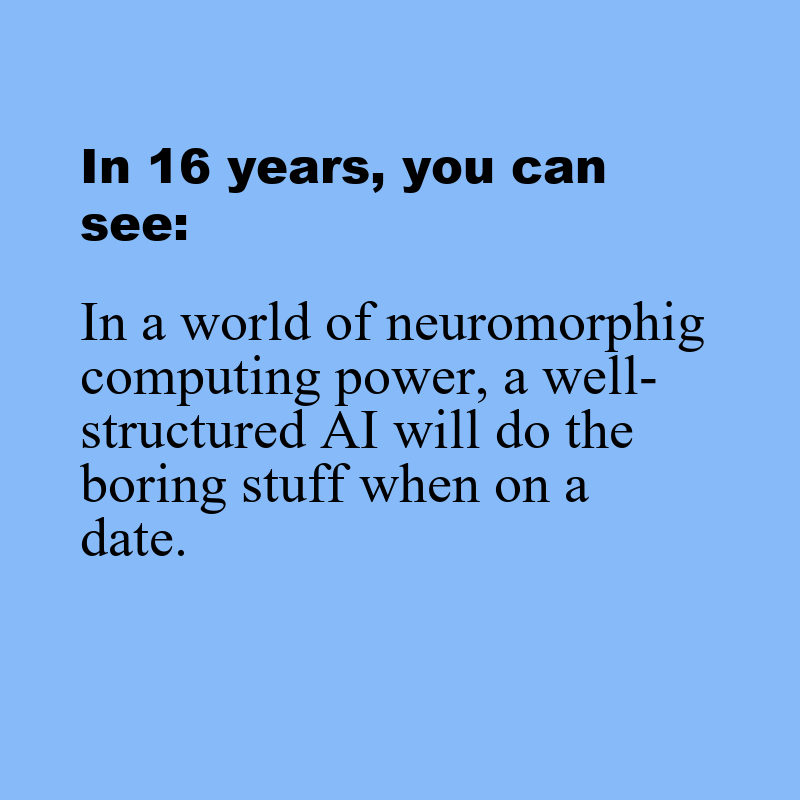 In 16 years, you can
see:
In a world of neuromorphig
computing power, a well-
structured AI will do the
boring stuff when on a
date.